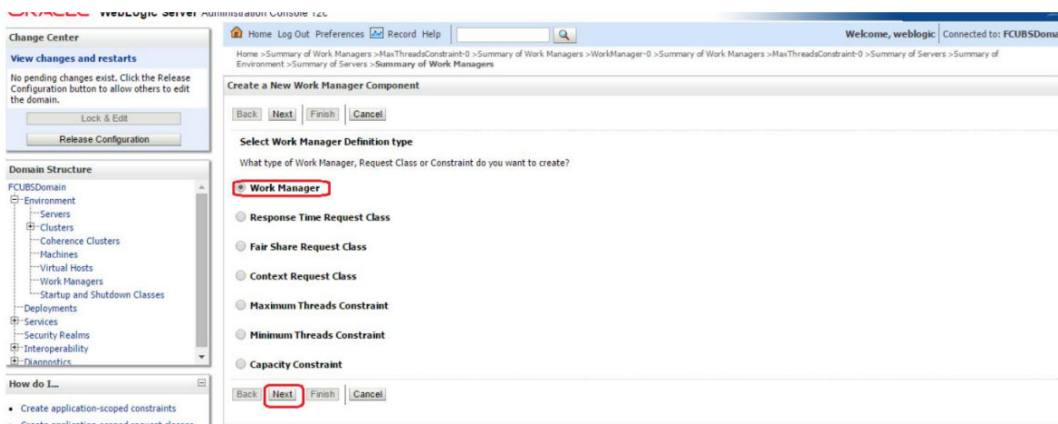 WebLogic Server Administration Console 12c
Change Center
View changes and restarts
No pending changes exist. Click the Release
Configuration button to allow others to edit
the domain.
Lock & Edit
Release Configuration
Domain Structure
FCUBSDomain
Environment
Servers
Clusters
Coherence Clusters
Machines
Virtual Hosts
Work Managers
Startup and Shutdown Classes
Deployments
Services
Security Realms
Interoperability
Diagnostics
How do I...
Create application-scoped constraints
Create application-scoped request classes
Home Log Out Preferences Record Help
Welcome, weblogic Connected to: FCUBSDoma
Home >Summary of Work Managers >MaxThreadsConstraint-0 >Summary of Work Managers >WorkManager-0 >Summary of Work Managers >MaxThreadsConstraint-0 >Summary of Servers >Summary of
Environment >Summary of Servers >Summary of Work Managers
Create a New Work Manager Component
Back Next Finish Cancel
Select Work Manager Definition type
What type of Work Manager, Request Class or Constraint do you want to create?
Work Manager
Response Time Request Class
Fair Share Request Class
Context Request Class
Maximum Threads Constraint
Minimum Threads Constraint
Capacity Constraint
Back Next Finish Cancel